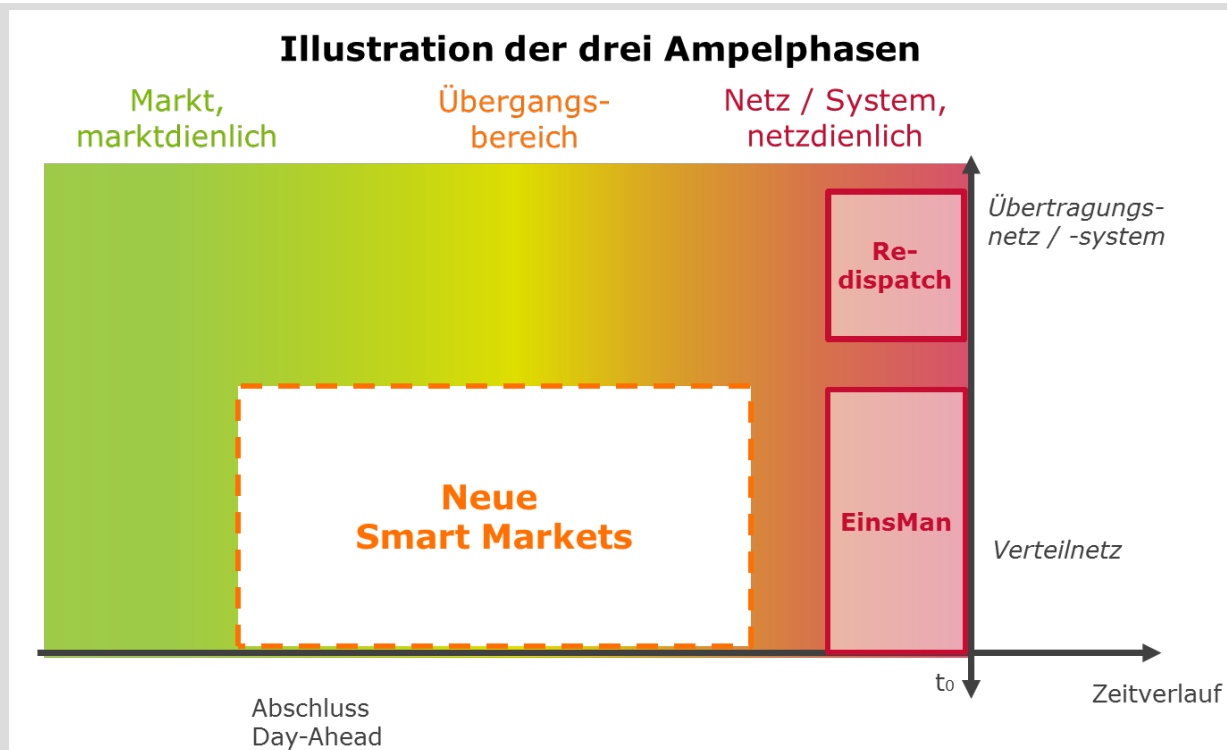 Illustration der drei Ampelphasen
Markt,
marktdienlich
Übergangs-
bereich
Netz / System,
netzdienlich
Übertragungs-
netz / -system
Re-
dispatch
Neue
Smart Markets
EinsMan
Verteilnetz
t₀
Zeitverlauf
Abschluss
Day-Ahead